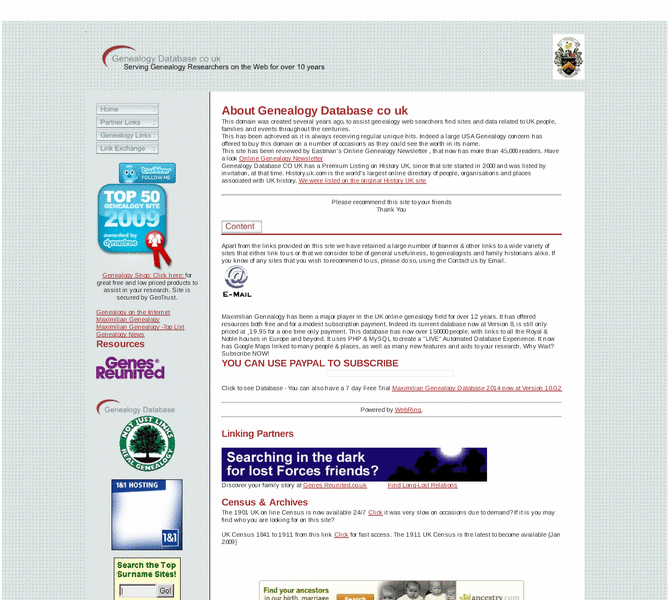 Genealogy Database co uk
Serving Genealogy Researchers on the Web for over 10 years
Home
Partner Links
Genealogy Links
Link Exchange
twitter
FOLLOW ME
TOP 50
GENEALOGY SITE
2009
awarded by
dynastree
Genealogy Shop: Click here: for
great free and low priced products to
assist in your research. Site is
secured by GeoTrust.
Genealogy on the Internet
Maximilian Genealogy
Maximilian Genealogy -Top List
Genealogy News
Resources
Genes
Reunited
Genealogy Database
NOT JUST LINKS
REAL GENEALOGY
1&1 HOSTING
1&1
Search the Top
Surname Sites!
Go!
About Genealogy Database co uk
This domain was created several years ago, to assist genealogy web searchers find sites and data related to UK people,
families and events throughout the centuries.
This has been achieved as it is always receiving regular unique hits. Indeed a large USA Genealogy concern has
offered to buy this domain on a number of occasions as they could see the worth in its name.
This site has been reviewed by Eastman's Online Genealogy Newsletter , that now has more than 45,000 readers. Have
a look Online Genealogy Newsletter
Genealogy Database CO UK has a Premium Listing on History UK, since that site started in 2000 and was listed by
invitation, at that time. History.uk.com is the world's largest online directory of people, organisations and places
associated with UK history. We were listed on the original History UK site
Please recommend this site to your friends
Thank You
Content
Apart from the links provided on this site we have retained a large number of banner & other links to a wide variety of
sites that either link to us or that we consider to be of general usefulness, to genealogists and family historians alike. If
you know of any sites that you wish to recommend to us, please do so, using the Contact us by Email.
@
E-MAIL
Maximilian Genealogy has been a major player in the UK online genealogy field for over 12 years. It has offered
resources both free and for a modest subscription payment. Indeed its current database now at Version 8, is still only
priced at ,19.95 for a one time only payment. This database has now over 150000 people, with links to all the Royal &
Noble houses in Europe and beyond. It uses PHP & MySQL to create a "LIVE" Automated Database Experience. It now
has Google Maps linked to many people & places, as well as many new features and aids to your research. Why Wait?
Subscribe NOW!
YOU CAN USE PAYPAL TO SUBSCRIBE
Click to see Database - You can also have a 7 day Free Trial Maximilian Genealogy Database 2014 now at Version 10.0.2
Powered by WebRing.
Linking Partners
Searching in the dark
for lost Forces friends?
Discover your family story at Genes Reunited.co.uk Find Long-Lost Relations
Census & Archives
The 1901 UK on line Census is now available 24/7 Click it was very slow on occasions due to demand? If it is you may
find who you are looking for on this site?
UK Census 1841 to 1911 from this link Click for fast access. The 1911 UK Census is the latest to become available {Jan
2009}
Find your ancestors
in our birth, marriage
Search
ancestry.com